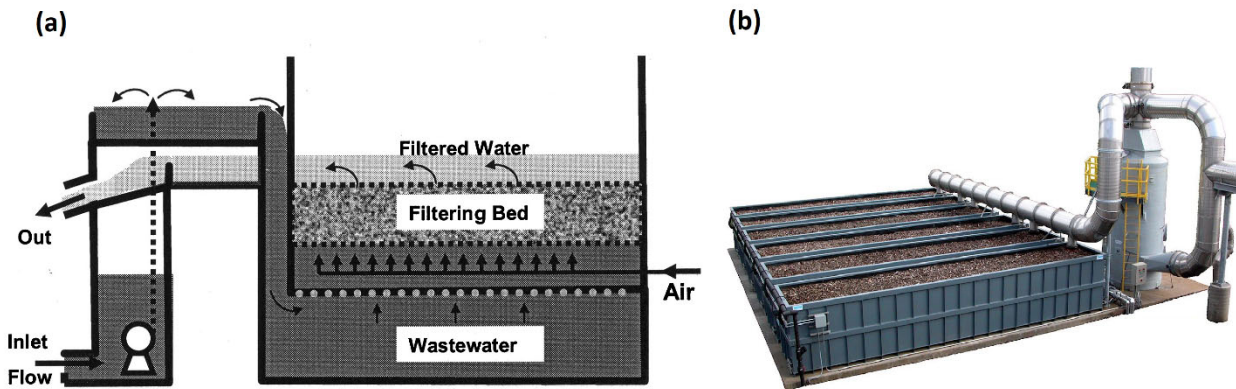 (a)
(b)
Filtered Water
Filtering Bed
Out
Air
Inlet
Flow
Wastewater